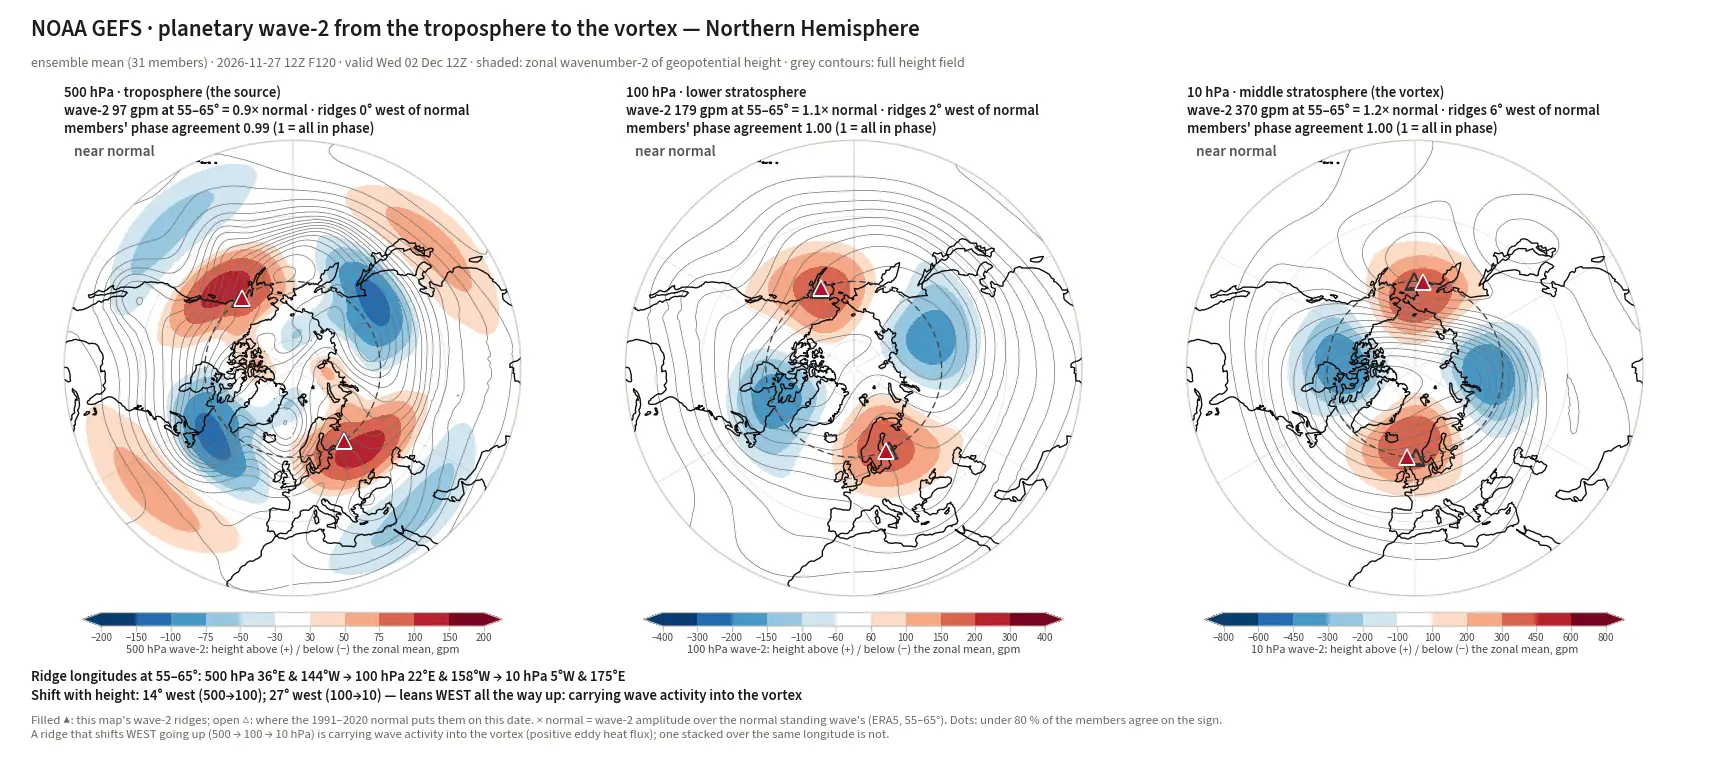 NOAA GEFS · planetary wave-2 from the troposphere to the vortex — Northern Hemisphere
ensemble mean (31 members) · 2026-11-27 12Z F120 · valid Wed 02 Dec 12Z · shaded: zonal wavenumber-2 of geopotential height · grey contours: full height field
500 hPa · troposphere (the source)
wave-2 97 gpm at 55–65° = 0.9× normal · ridges 0° west of normal
members' phase agreement 0.99 (1 = all in phase)
near normal
100 hPa · lower stratosphere
wave-2 179 gpm at 55–65° = 1.1× normal · ridges 2° west of normal
members' phase agreement 1.00 (1 = all in phase)
near normal
10 hPa · middle stratosphere (the vortex)
wave-2 370 gpm at 55–65° = 1.2× normal · ridges 6° west of normal
members' phase agreement 1.00 (1 = all in phase)
near normal
−200 −150 −100 −75 −50 −30 30 50 75 100 150 200
500 hPa wave-2: height above (+) / below (−) the zonal mean, gpm
−400 −300 −200 −150 −100 −60 60 100 150 200 300 400
100 hPa wave-2: height above (+) / below (−) the zonal mean, gpm
−800 −600 −450 −300 −200 −100 100 200 300 450 600 800
10 hPa wave-2: height above (+) / below (−) the zonal mean, gpm
Ridge longitudes at 55–65°: 500 hPa 36°E & 144°W → 100 hPa 22°E & 158°W → 10 hPa 5°W & 175°E
Shift with height: 14° west (500→100); 27° west (100→10) — leans WEST all the way up: carrying wave activity into the vortex
Filled ▲: this map's wave-2 ridges; open △: where the 1991–2020 normal puts them on this date. × normal = wave-2 amplitude over the normal standing wave's (ERA5, 55–65°). Dots: under 80 % of the members agree on the sign.
A ridge that shifts WEST going up (500 → 100 → 10 hPa) is carrying wave activity into the vortex (positive eddy heat flux); one stacked over the same longitude is not.